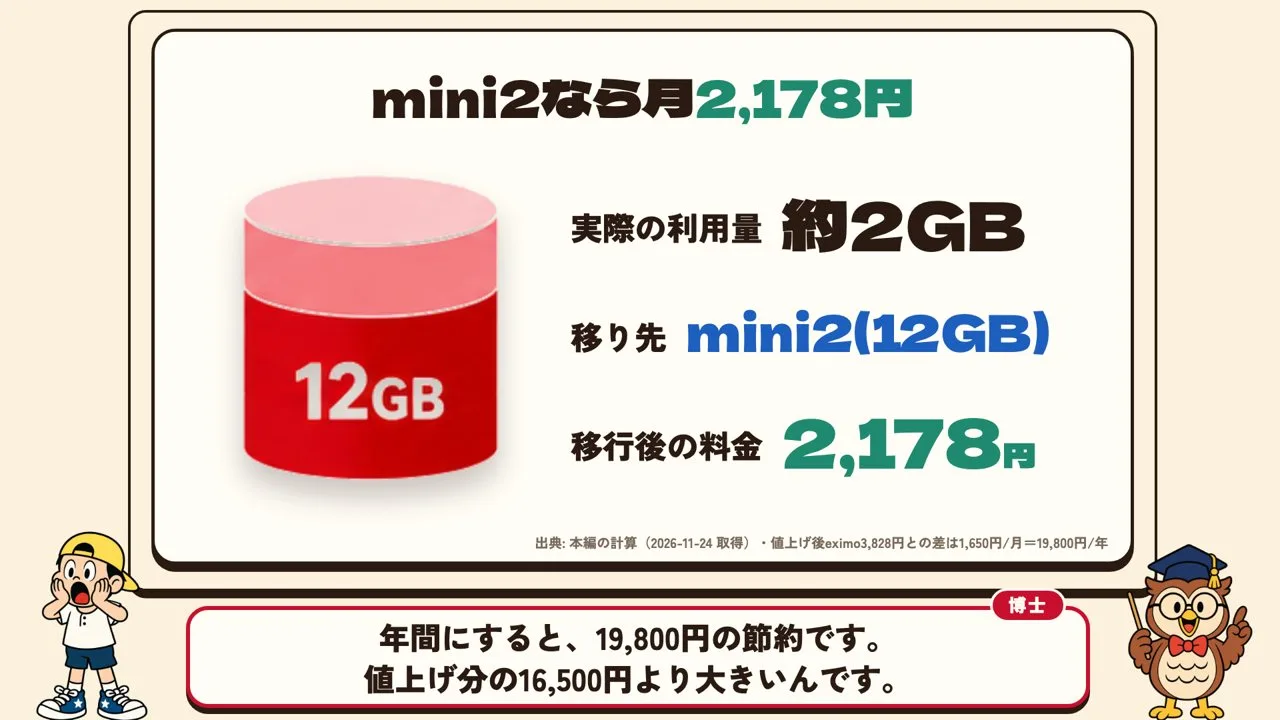 mini2なら月2,178円
12GB
実際の利用量 約2GB
移り先 mini2(12GB)
移行後の料金 2,178円
出典: 本編の計算（2026-11-24 取得）・値上げ後eximo3,828円との差は1,650円/月＝19,800円/年
博士
年間にすると、19,800円の節約です。
値上げ分の16,500円より大きいんです。